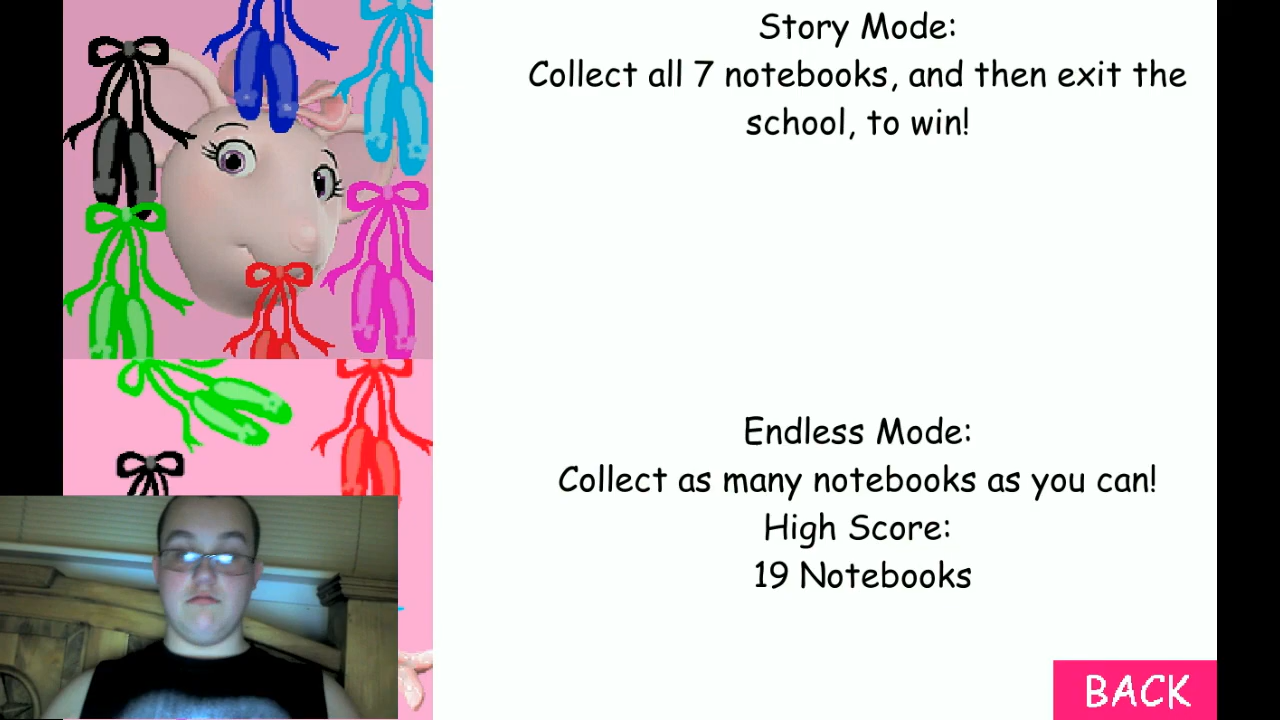 Story Mode:
Collect all 7 notebooks, and then exit the
school, to win!
Endless Mode:
Collect as many notebooks as you can!
High Score:
19 Notebooks
BACK